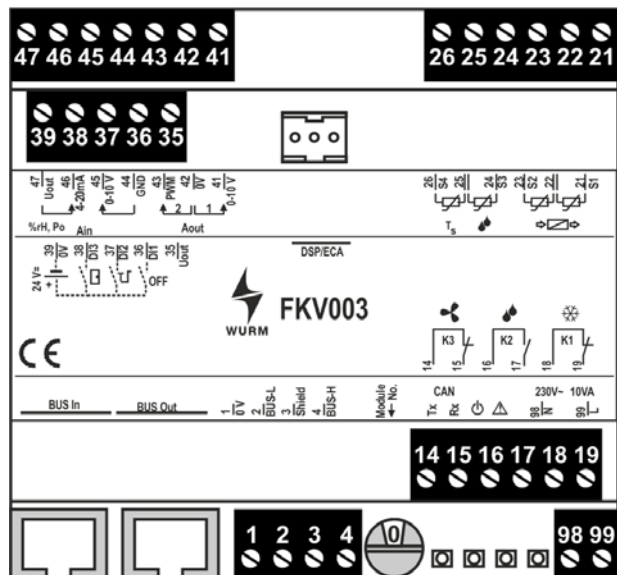 47 46 45 44 43 42 41
26 25 24 23 22 21
39 38 37 36 35
47 Uout
46 4-20mA
45 0-10 V
44 GND
43 PWM
42 0V
41 0-10 V
2 1
%rH, Po Ain Aout
26 S4
25
24 S3
23 S2
22
21 S1
Ts
39 0V
38 DI3
37 DI2
36 DI1
35 Uout
24 V=
+
OFF
DSP/ECA
WURM
FKV003
CE
K3 K2 K1
14 15 16 17 18 19
BUS In BUS Out
1 0V
2 BUS-L
3 Shield
4 BUS-H
Module No.
CAN
Tx Rx
230V~ 10VA
98 N
99 L
14 15 16 17 18 19
1 2 3 4
0
98 99